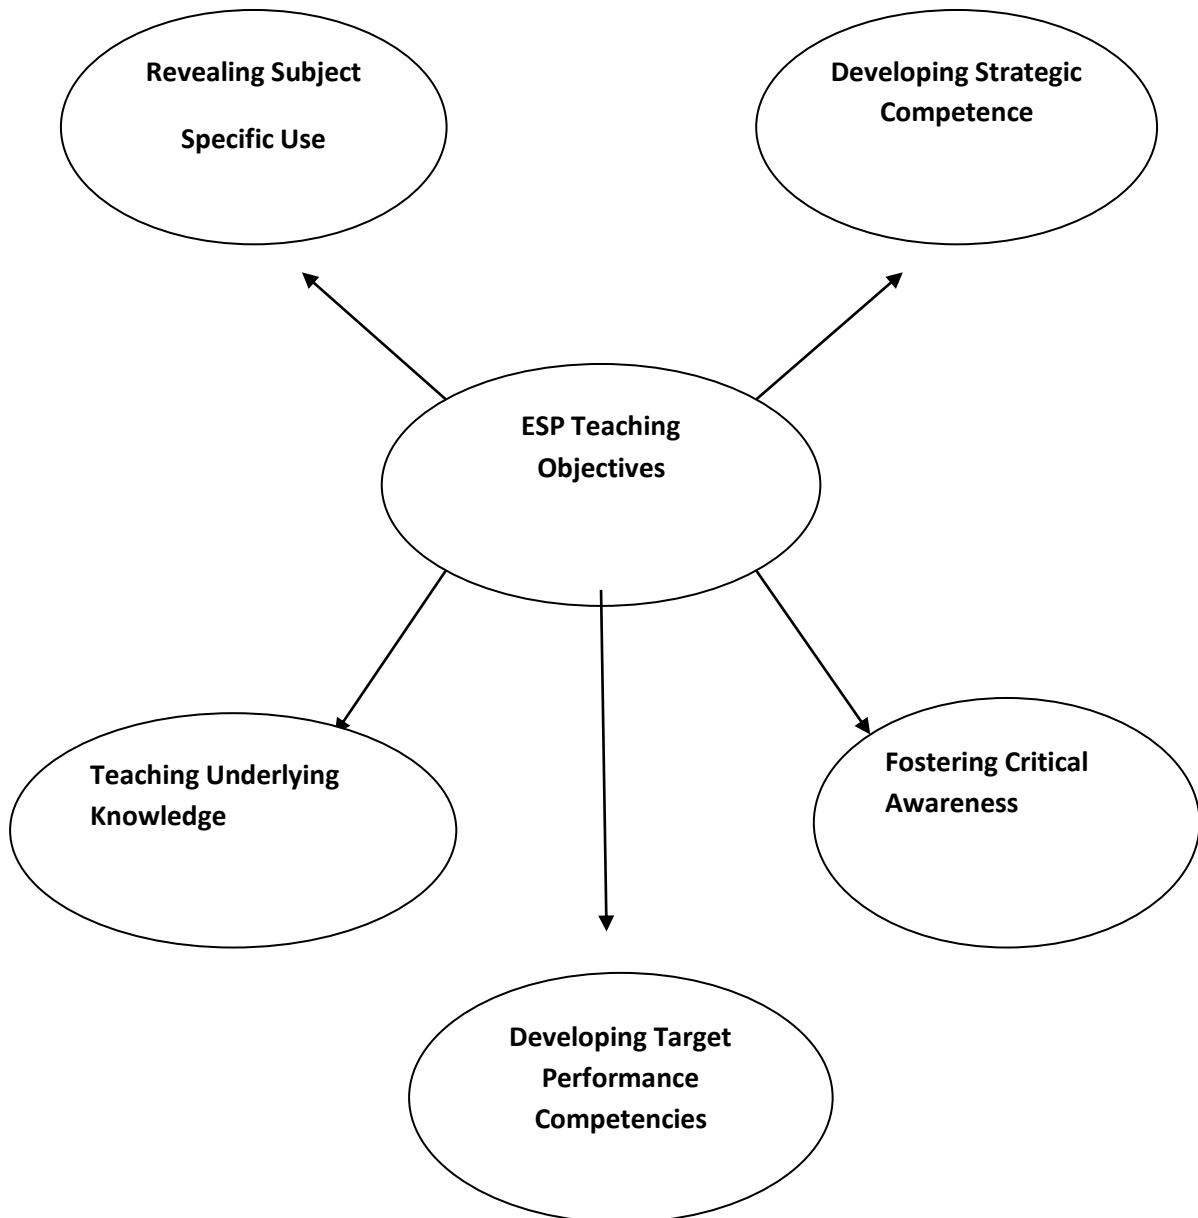 Revealing Subject
Specific Use
Developing Strategic
Competence
ESP Teaching
Objectives
Teaching Underlying
Knowledge
Fostering Critical
Awareness
Developing Target
Performance
Competencies